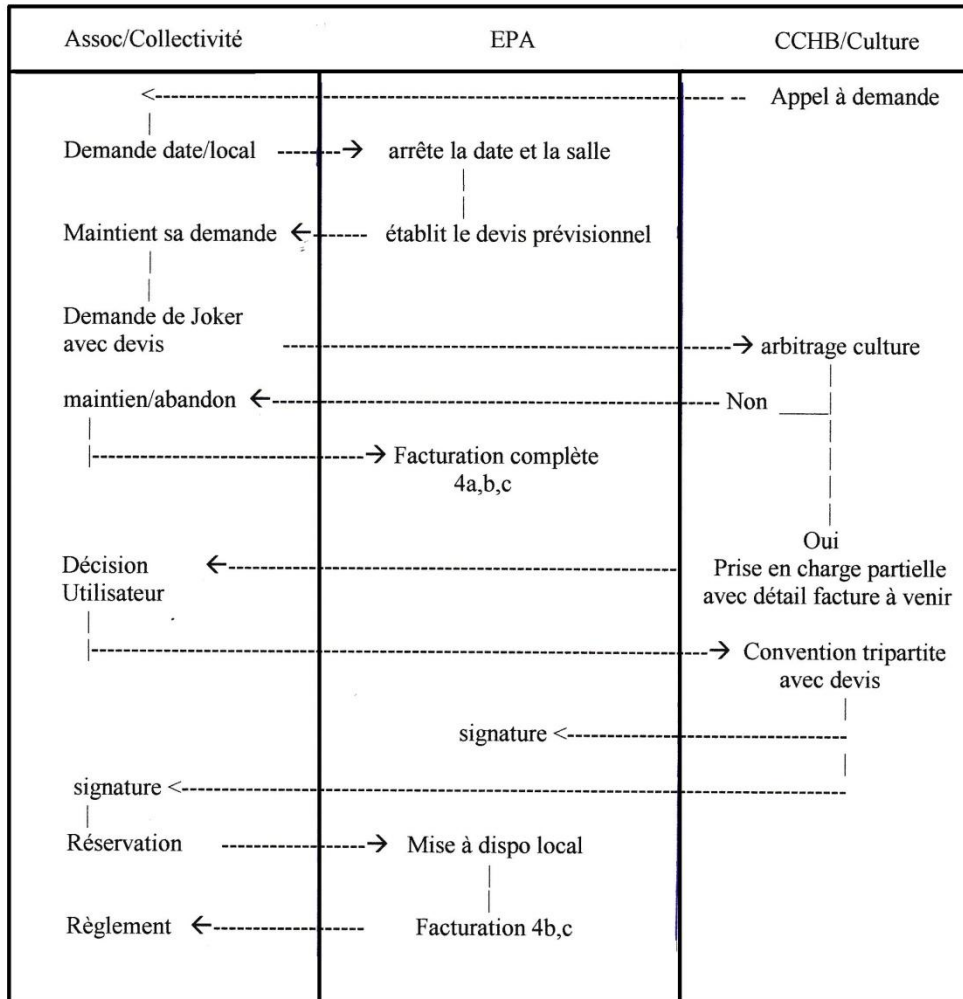 Assoc/Collectivité EPA CCHB/Culture
Appel à demande
Demande date/local arrête la date et la salle
Maintient sa demande établit le devis prévisionnel
Demande de Joker
avec devis arbitrage culture
maintien/abandon Non
Facturation complète
4a,b,c
Oui
Décision Prise en charge partielle
Utilisateur avec détail facture à venir
Convention tripartite
avec devis
signature
signature
Réservation Mise à dispo local
Règlement Facturation 4b,c